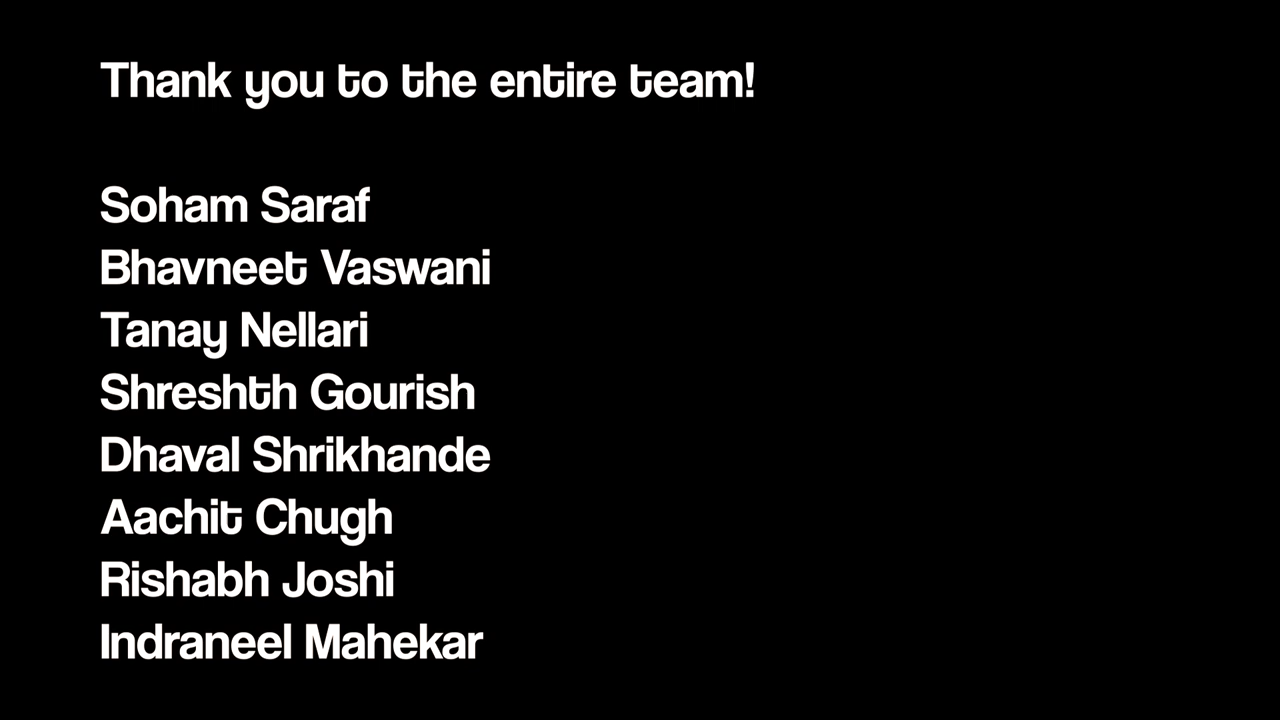 Thank you to the entire team!
Soham Saraf
Bhavneet Vaswani
Tanay Nellari
Shreshth Gourish
Dhaval Shrikhande
Aachit Chugh
Rishabh Joshi
Indraneel Mahekar